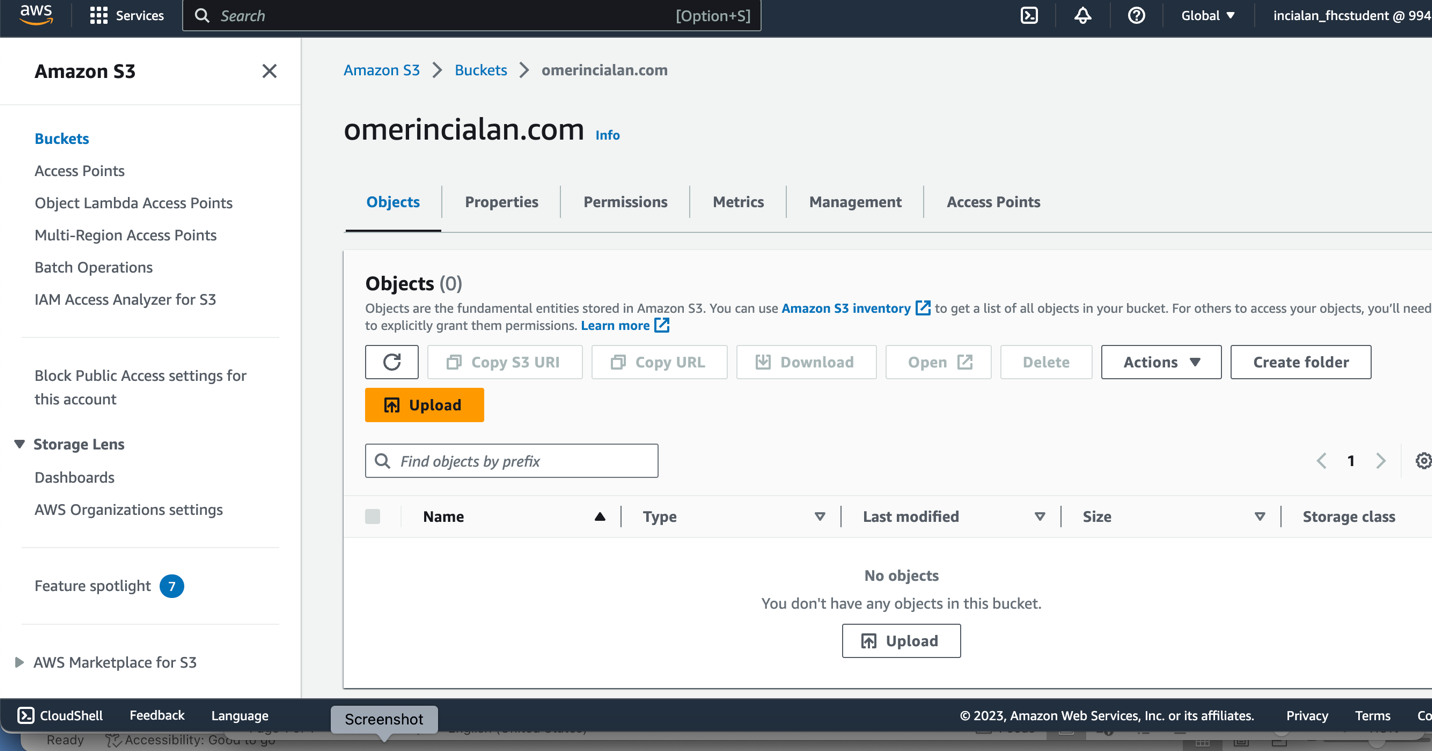 aws
Services
Search
[Option+S]
Global
incialan_fhcstudent @ 994
Amazon S3
Buckets
Access Points
Object Lambda Access Points
Multi-Region Access Points
Batch Operations
IAM Access Analyzer for S3
Block Public Access settings for
this account
Storage Lens
Dashboards
AWS Organizations settings
Feature spotlight 7
AWS Marketplace for S3
Amazon S3 > Buckets > omerincialan.com
omerincialan.com Info
Objects
Properties
Permissions
Metrics
Management
Access Points
Objects (0)
Objects are the fundamental entities stored in Amazon S3. You can use Amazon S3 inventory to get a list of all objects in your bucket. For others to access your objects, you'll need
to explicitly grant them permissions. Learn more
Copy S3 URI
Copy URL
Download
Open
Delete
Actions
Create folder
Upload
Find objects by prefix
1
Name
Type
Last modified
Size
Storage class
No objects
You don't have any objects in this bucket.
Upload
CloudShell
Feedback
Language
Screenshot
© 2023, Amazon Web Services, Inc. or its affiliates.
Privacy
Terms
Co
Ready
Accessibility: Good to go